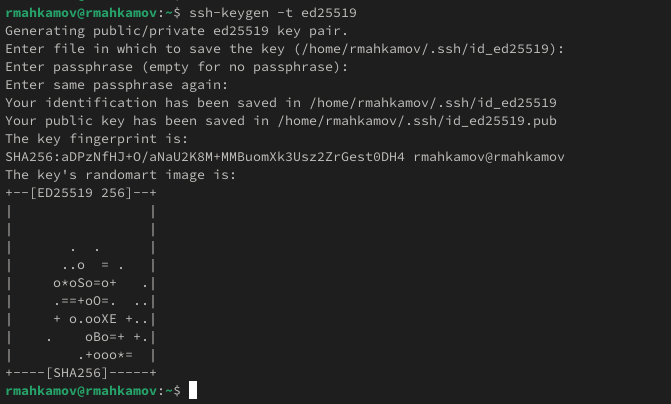 rmahkamov@rmahkamov:~$ ssh-keygen -t ed25519
Generating public/private ed25519 key pair.
Enter file in which to save the key (/home/rmahkamov/.ssh/id_ed25519):
Enter passphrase (empty for no passphrase):
Enter same passphrase again:
Your identification has been saved in /home/rmahkamov/.ssh/id_ed25519
Your public key has been saved in /home/rmahkamov/.ssh/id_ed25519.pub
The key fingerprint is:
SHA256:aDPzNfHJ+O/aNaU2K8M+MMBuomXk3Usz2ZrGest0DH4 rmahkamov@rmahkamov
The key's randomart image is:
+--[ED25519 256]--+
|                 |
|                 |
|       .  .      |
|      ..o  = .   |
|     o*oSo=o+   .|
|     .==+oO=.  ..|
|     + o.ooXE +..|
|    .    oBo=+ +.|
|        .+ooo*=  |
+----[SHA256]-----+
rmahkamov@rmahkamov:~$